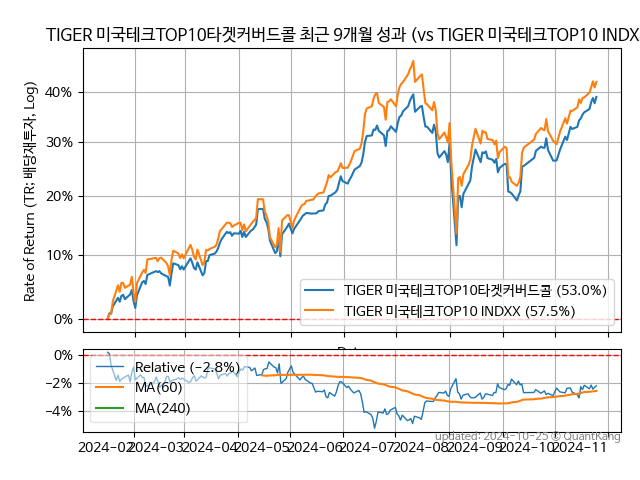 TIGER 미국테크TOP10타겟커버드콜 최근 9개월 성과 (vs TIGER 미국테크TOP10 INDX
Rate of Return (TR: 배당재투자, Log)
40%
30%
20%
10%
0%
TIGER 미국테크TOP10타겟커버드콜 (53.0%)
TIGER 미국테크TOP10 INDXX (57.5%)
0%
−2%
−4%
Relative (−2.8%)
MA(60)
MA(240)
updated: 2024-10-25 © QuantKang
2024-02 2024-03 2024-04 2024-05 2024-06 2024-07 2024-08 2024-09 2024-10 2024-11